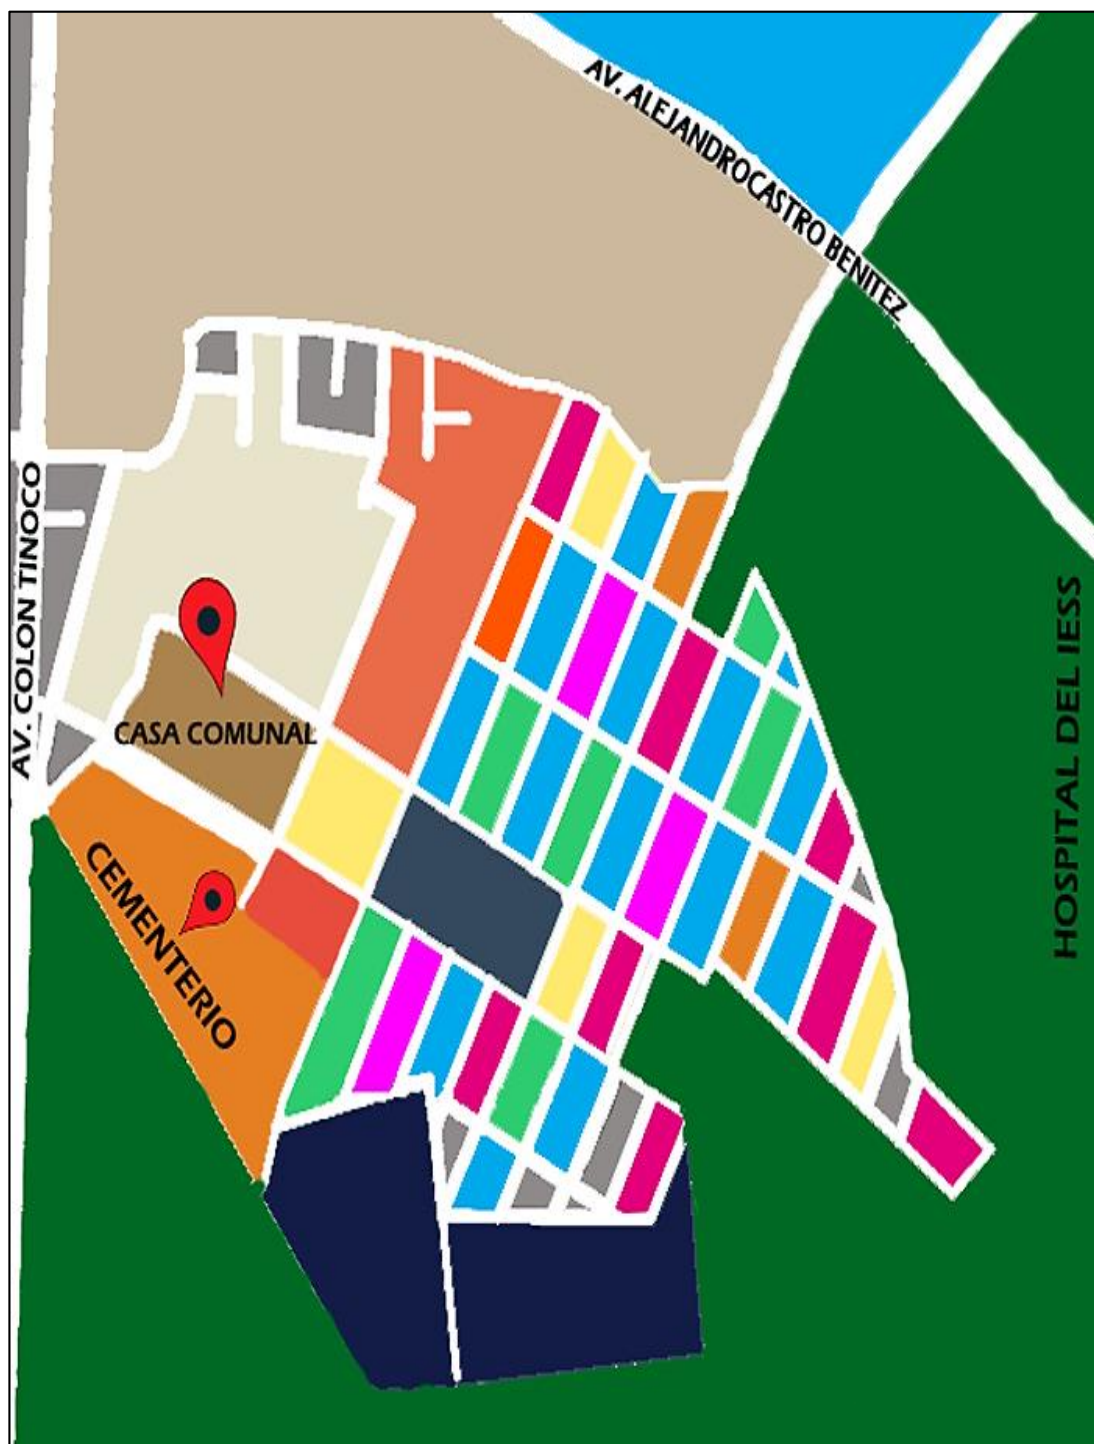 AV. ALEJANDROCASTRO BENITEZ
AV. COLON TINOCO
CASA COMUNAL
CEMENTERIO
HOSPITAL DEL IESS